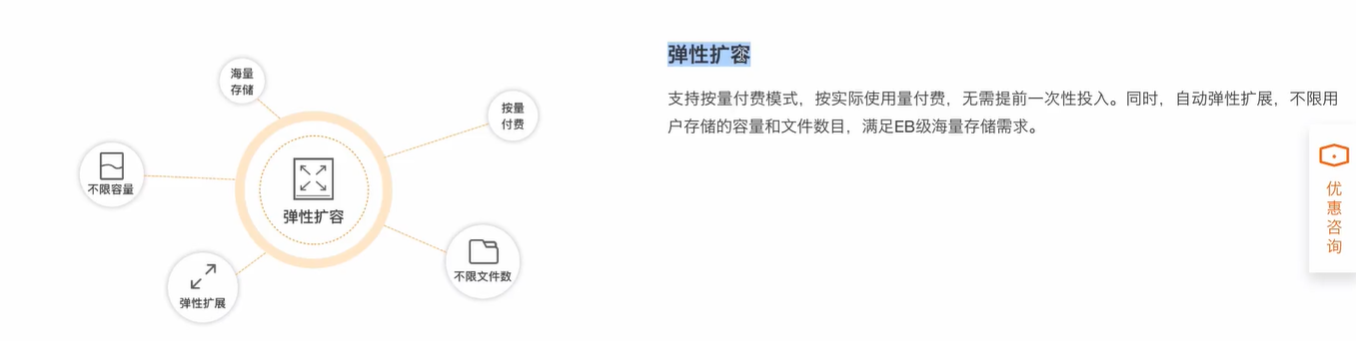 海量
存储
按量
付费
不限容量
弹性扩容
不限文件数
弹性扩展
弹性扩容
支持按量付费模式，按实际使用量付费，无需提前一次性投入。同时，自动弹性扩展，不限用
户存储的容量和文件数目，满足EB级海量存储需求。
优
惠
咨
询